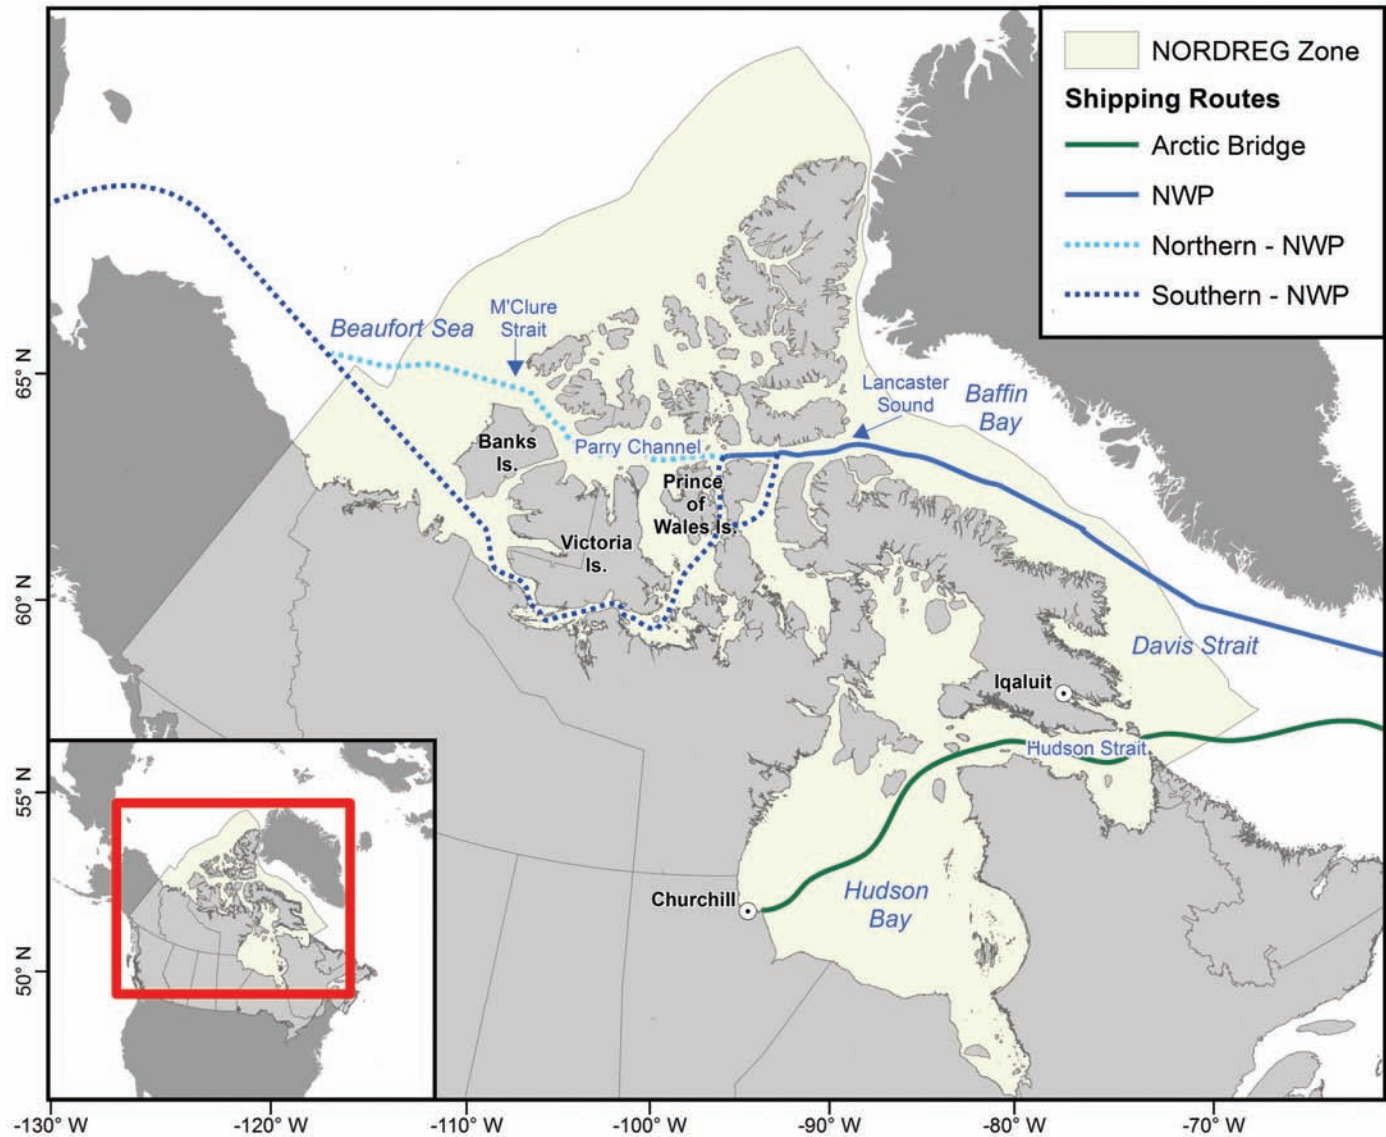 NORDREG Zone
Shipping Routes
Arctic Bridge
NWP
Northern - NWP
Southern - NWP
Beaufort Sea
M'Clure
Strait
Lancaster
Sound
Baffin
Bay
Banks
Is.
Parry Channel
Prince
of
Wales Is.
Victoria
Is.
Davis Strait
Iqaluit
Hudson Strait
Churchill
Hudson
Bay
65° N
60° N
55° N
50° N
-130° W
-120° W
-110° W
-100° W
-90° W
-80° W
-70° W